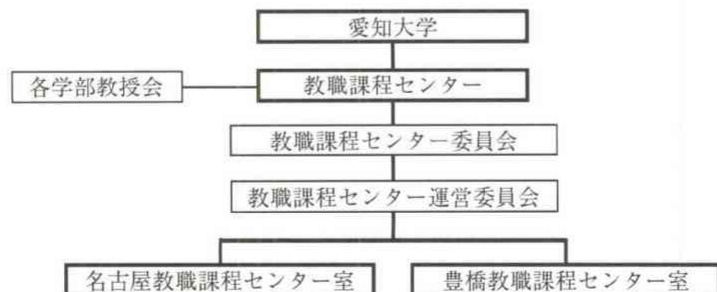 愛知大学
各学部教授会
教職課程センター
教職課程センター委員会
教職課程センター運営委員会
名古屋教職課程センター室
豊橋教職課程センター室